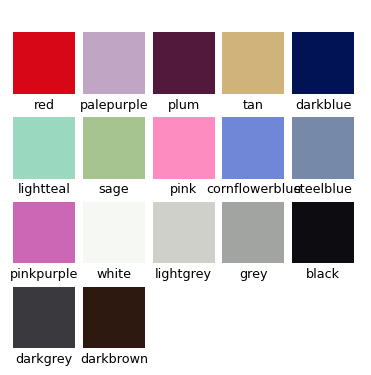 red palepurple plum tan darkblue
lightteal sage pink cornflowerblue steelblue
pinkpurple white lightgrey grey black
darkgrey darkbrown